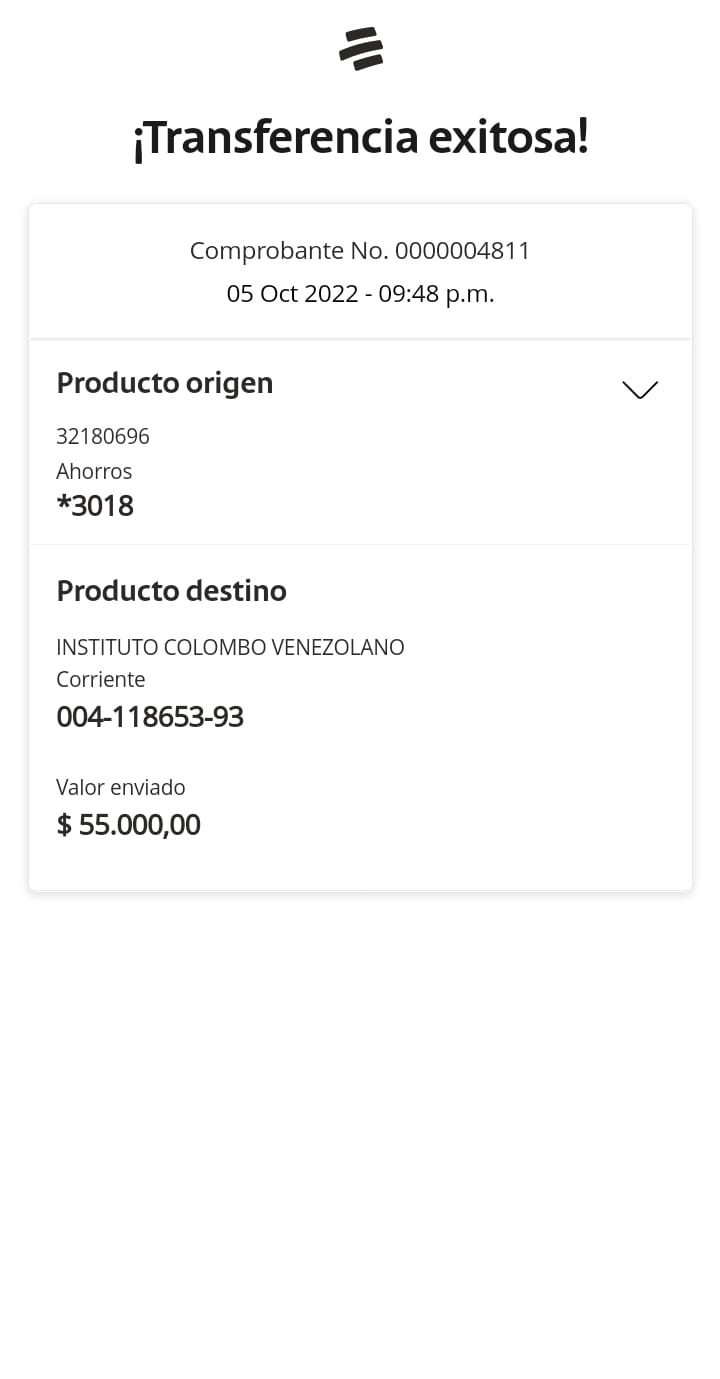 ¡Transferencia exitosa!
Comprobante No. 0000004811
05 Oct 2022 - 09:48 p.m.
Producto origen
32180696
Ahorros
*3018
Producto destino
INSTITUTO COLOMBO VENEZOLANO
Corriente
004-118653-93
Valor enviado
$ 55.000,00